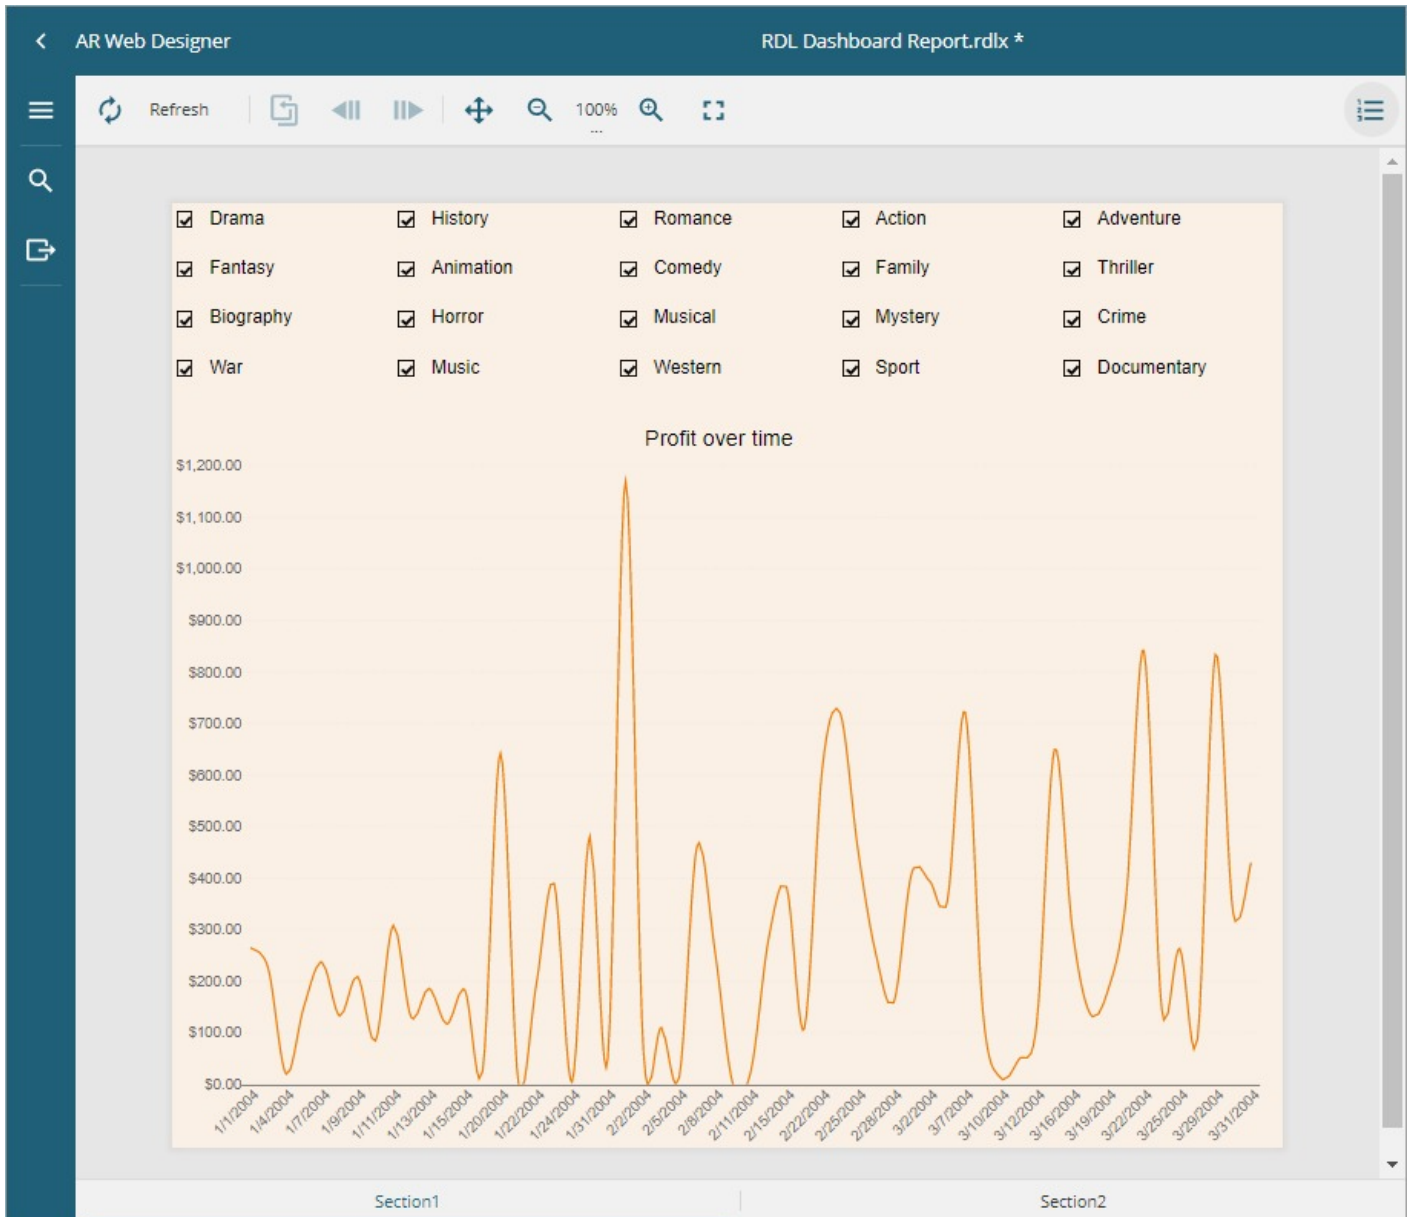 AR Web Designer RDL Dashboard Report.rdlx *
Refresh 100%
...
Drama History Romance Action Adventure
Fantasy Animation Comedy Family Thriller
Biography Horror Musical Mystery Crime
War Music Western Sport Documentary
Profit over time
$1,200.00
$1,100.00
$1,000.00
$900.00
$800.00
$700.00
$600.00
$500.00
$400.00
$300.00
$200.00
$100.00
$0.00
1/1/2004 1/4/2004 1/7/2004 1/9/2004 1/11/2004 1/13/2004 1/15/2004 1/20/2004 1/22/2004 1/24/2004 1/31/2004 2/2/2004 2/5/2004 2/8/2004 2/11/2004 2/15/2004 2/22/2004 2/25/2004 2/28/2004 3/2/2004 3/7/2004 3/10/2004 3/12/2004 3/16/2004 3/19/2004 3/22/2004 3/25/2004 3/29/2004 3/31/2004
Section1 Section2